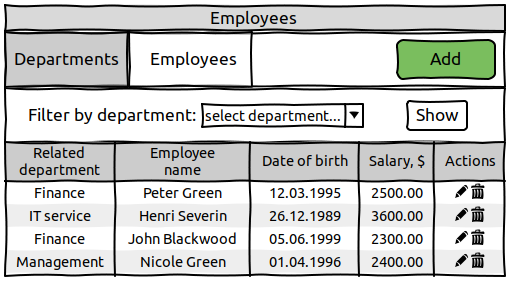 Employees
Departments Employees Add
Filter by department: select department... Show
Related department Employee name Date of birth Salary, $ Actions
Finance Peter Green 12.03.1995 2500.00
IT service Henri Severin 26.12.1989 3600.00
Finance John Blackwood 05.06.1999 2300.00
Management Nicole Green 01.04.1996 2400.00